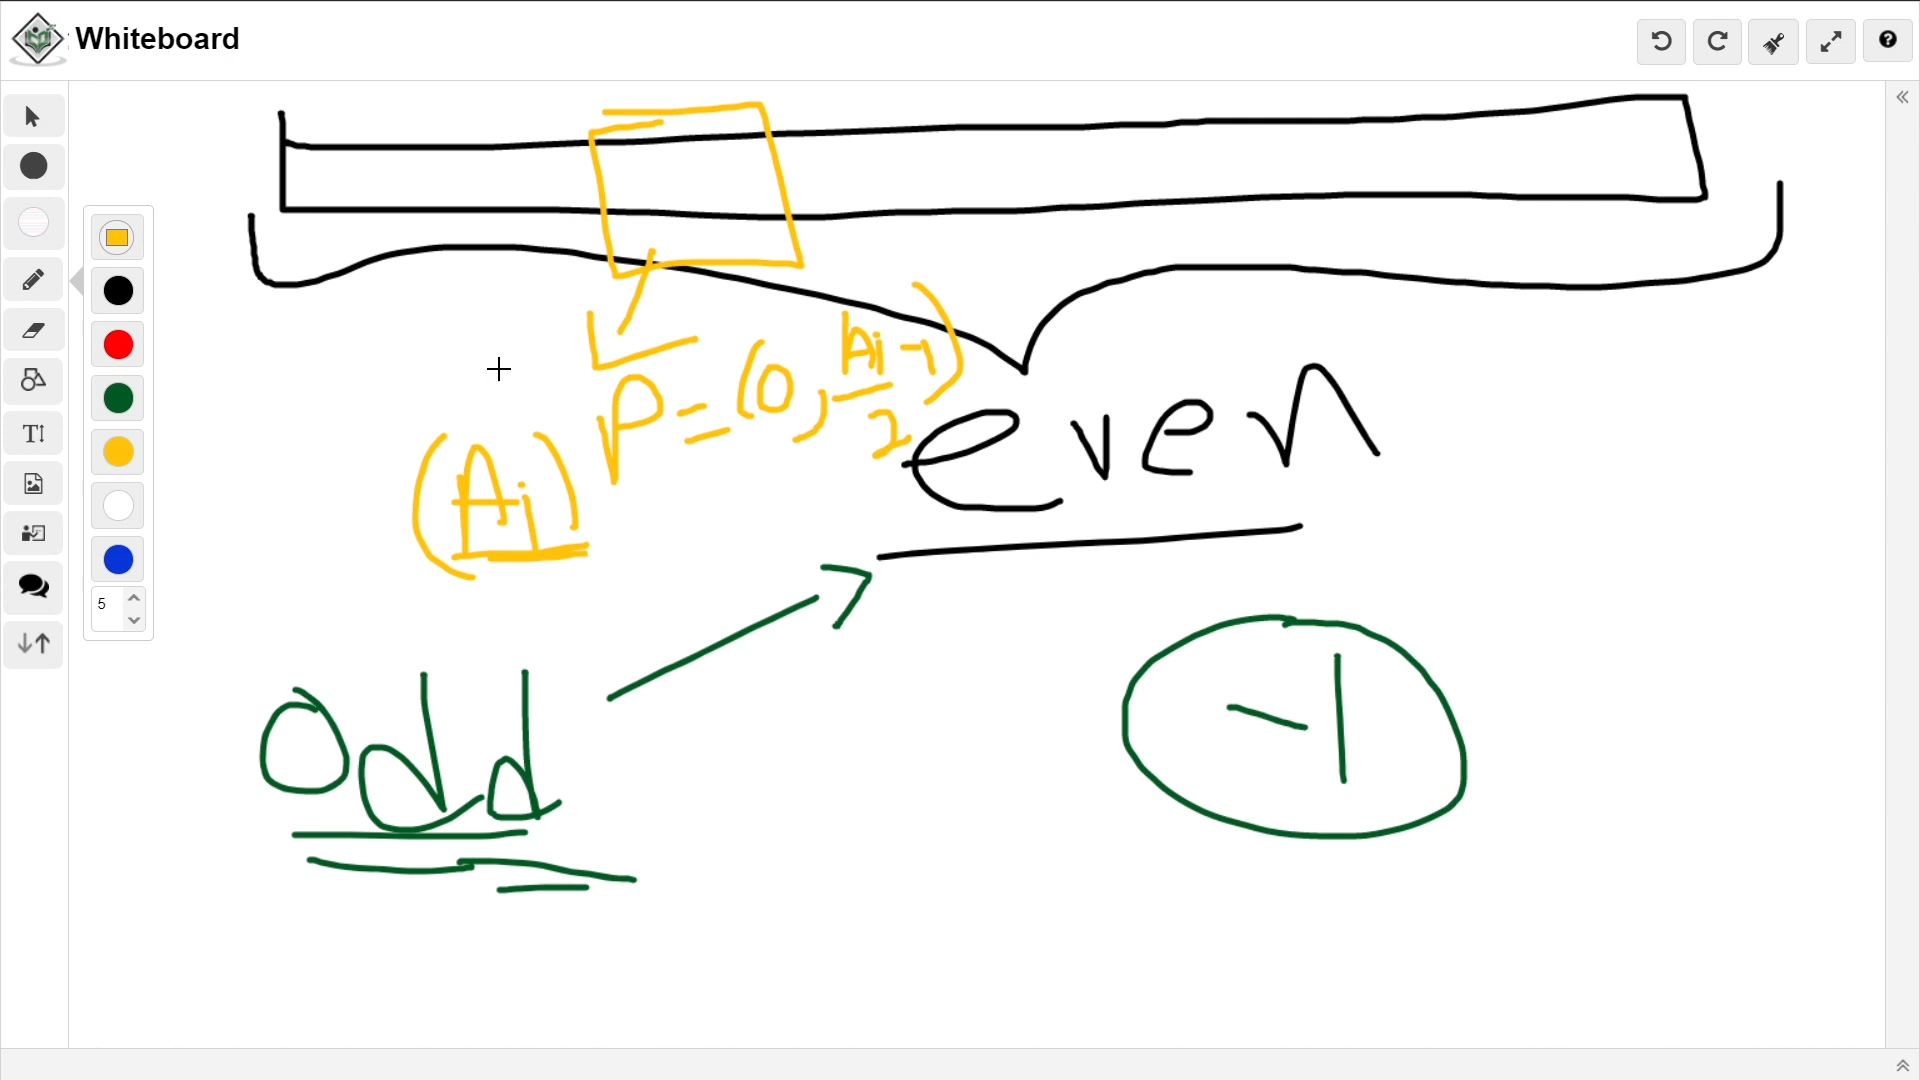 Whiteboard
P = (0, Ai - 1 / 2)
even
(Ai)
5
odd
-1